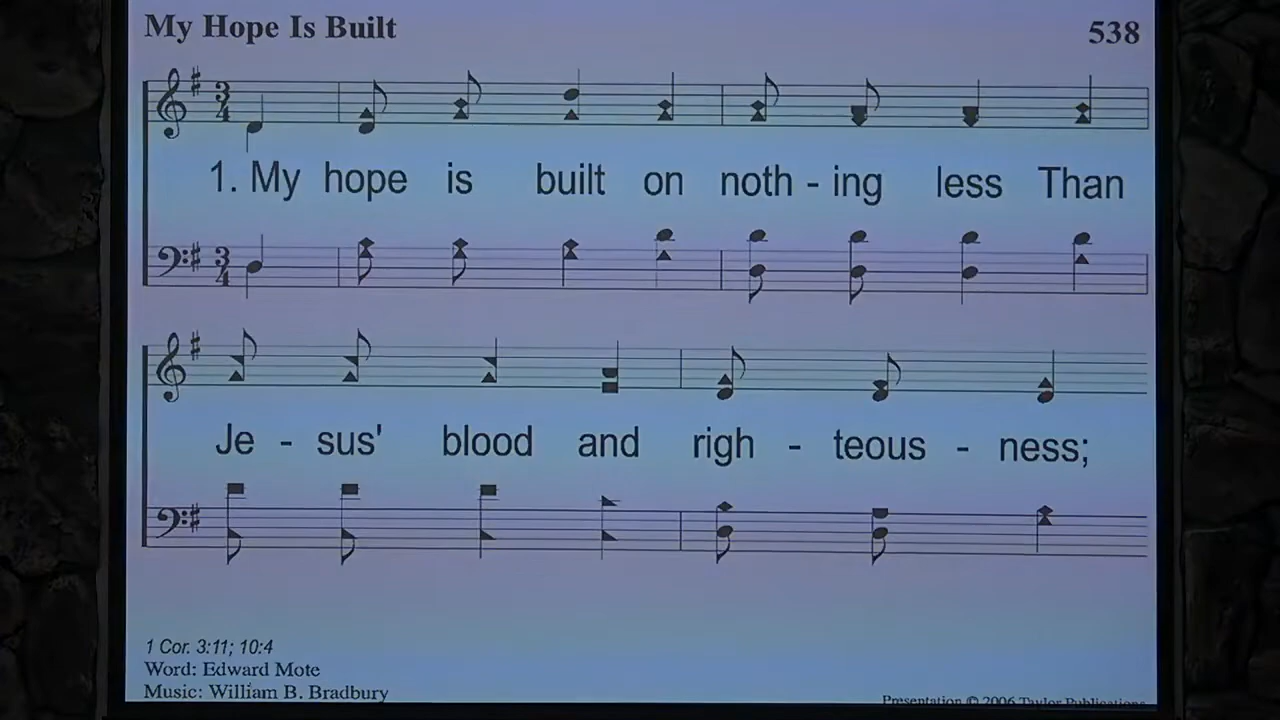 My Hope Is Built
538
1. My hope is built on noth - ing less Than
Je - sus' blood and righ - teous - ness;
1 Cor. 3:11; 10:4
Word: Edward Mote
Music: William B. Bradbury
Presentation © 2006 Taylor Publications